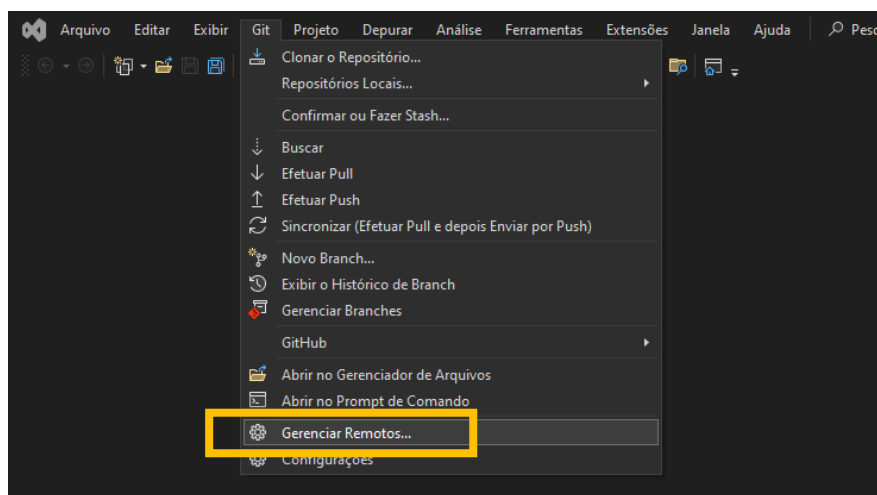 Arquivo Editar Exibir Git Projeto Depurar Análise Ferramentas Extensões Janela Ajuda Pesq
Clonar o Repositório...
Repositórios Locais...
Confirmar ou Fazer Stash...
Buscar
Efetuar Pull
Efetuar Push
Sincronizar (Efetuar Pull e depois Enviar por Push)
Novo Branch...
Exibir o Histórico de Branch
Gerenciar Branches
GitHub
Abrir no Gerenciador de Arquivos
Abrir no Prompt de Comando
Gerenciar Remotos...
Configurações